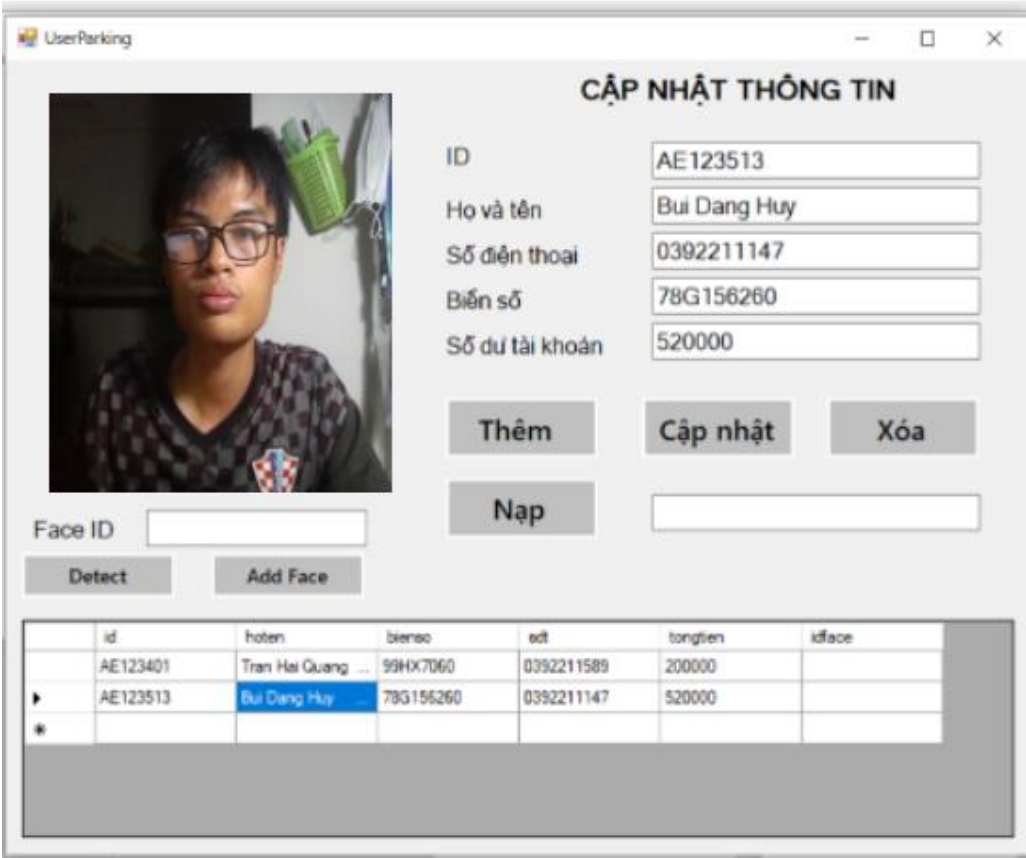 UserParking
CẬP NHẬT THÔNG TIN
ID AE123513
Họ và tên Bui Dang Huy
Số điện thoại 0392211147
Biển số 78G156260
Số dư tài khoản 520000
Thêm Cập nhật Xóa
Nạp
Face ID
Detect Add Face
id hoten bienso sdt tongtien idface
AE123401 Tran Hai Quang ... 99HX7060 0392211589 200000
AE123513 Bui Dang Huy ... 78G156260 0392211147 520000